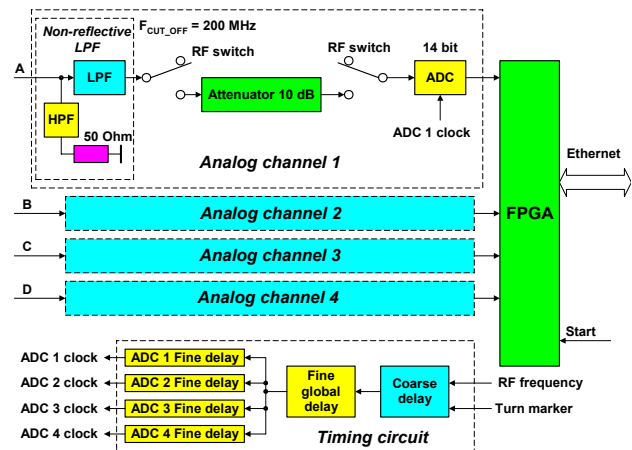 Non-reflective
LPF
F_CUT_OFF = 200 MHz
RF switch
RF switch
14 bit
A
LPF
Attenuator 10 dB
ADC
HPF
50 Ohm
ADC 1 clock
Analog channel 1
Ethernet
B
Analog channel 2
FPGA
C
Analog channel 3
D
Analog channel 4
Start
ADC 1 clock
ADC 1 Fine delay
ADC 2 clock
ADC 2 Fine delay
ADC 3 clock
ADC 3 Fine delay
ADC 4 clock
ADC 4 Fine delay
Fine
global
delay
Coarse
delay
RF frequency
Turn marker
Timing circuit